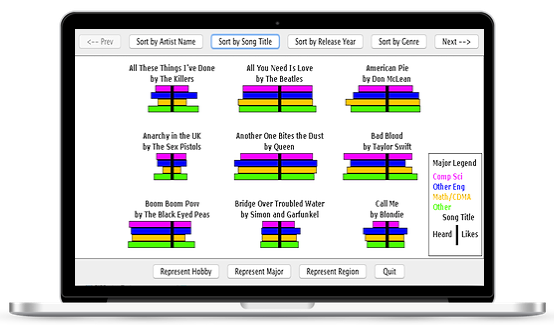 <-- Prev
Sort by Artist Name
Sort by Song Title
Sort by Release Year
Sort by Genre
Next -->
All These Things I've Done
by The Killers
All You Need Is Love
by The Beatles
American Pie
by Don McLean
Anarchy in the UK
by The Sex Pistols
Another One Bites the Dust
by Queen
Bad Blood
by Taylor Swift
Boom Boom Pow
by The Black Eyed Peas
Bridge Over Troubled Water
by Simon and Garfunkel
Call Me
by Blondie
Major Legend
Comp Sci
Other Eng
Math/CMDA
Other
Song Title
Heard
Likes
Represent Hobby
Represent Major
Represent Region
Quit